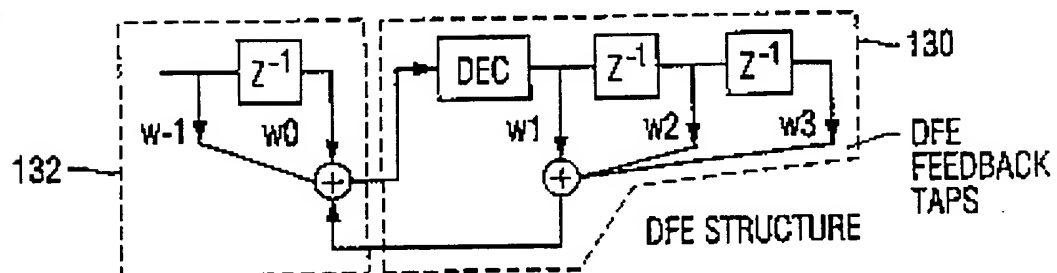 130
Z⁻¹
DEC
Z⁻¹
Z⁻¹
w-1
w0
w1
w2
w3
132
DFE
FEEDBACK
TAPS
DFE STRUCTURE